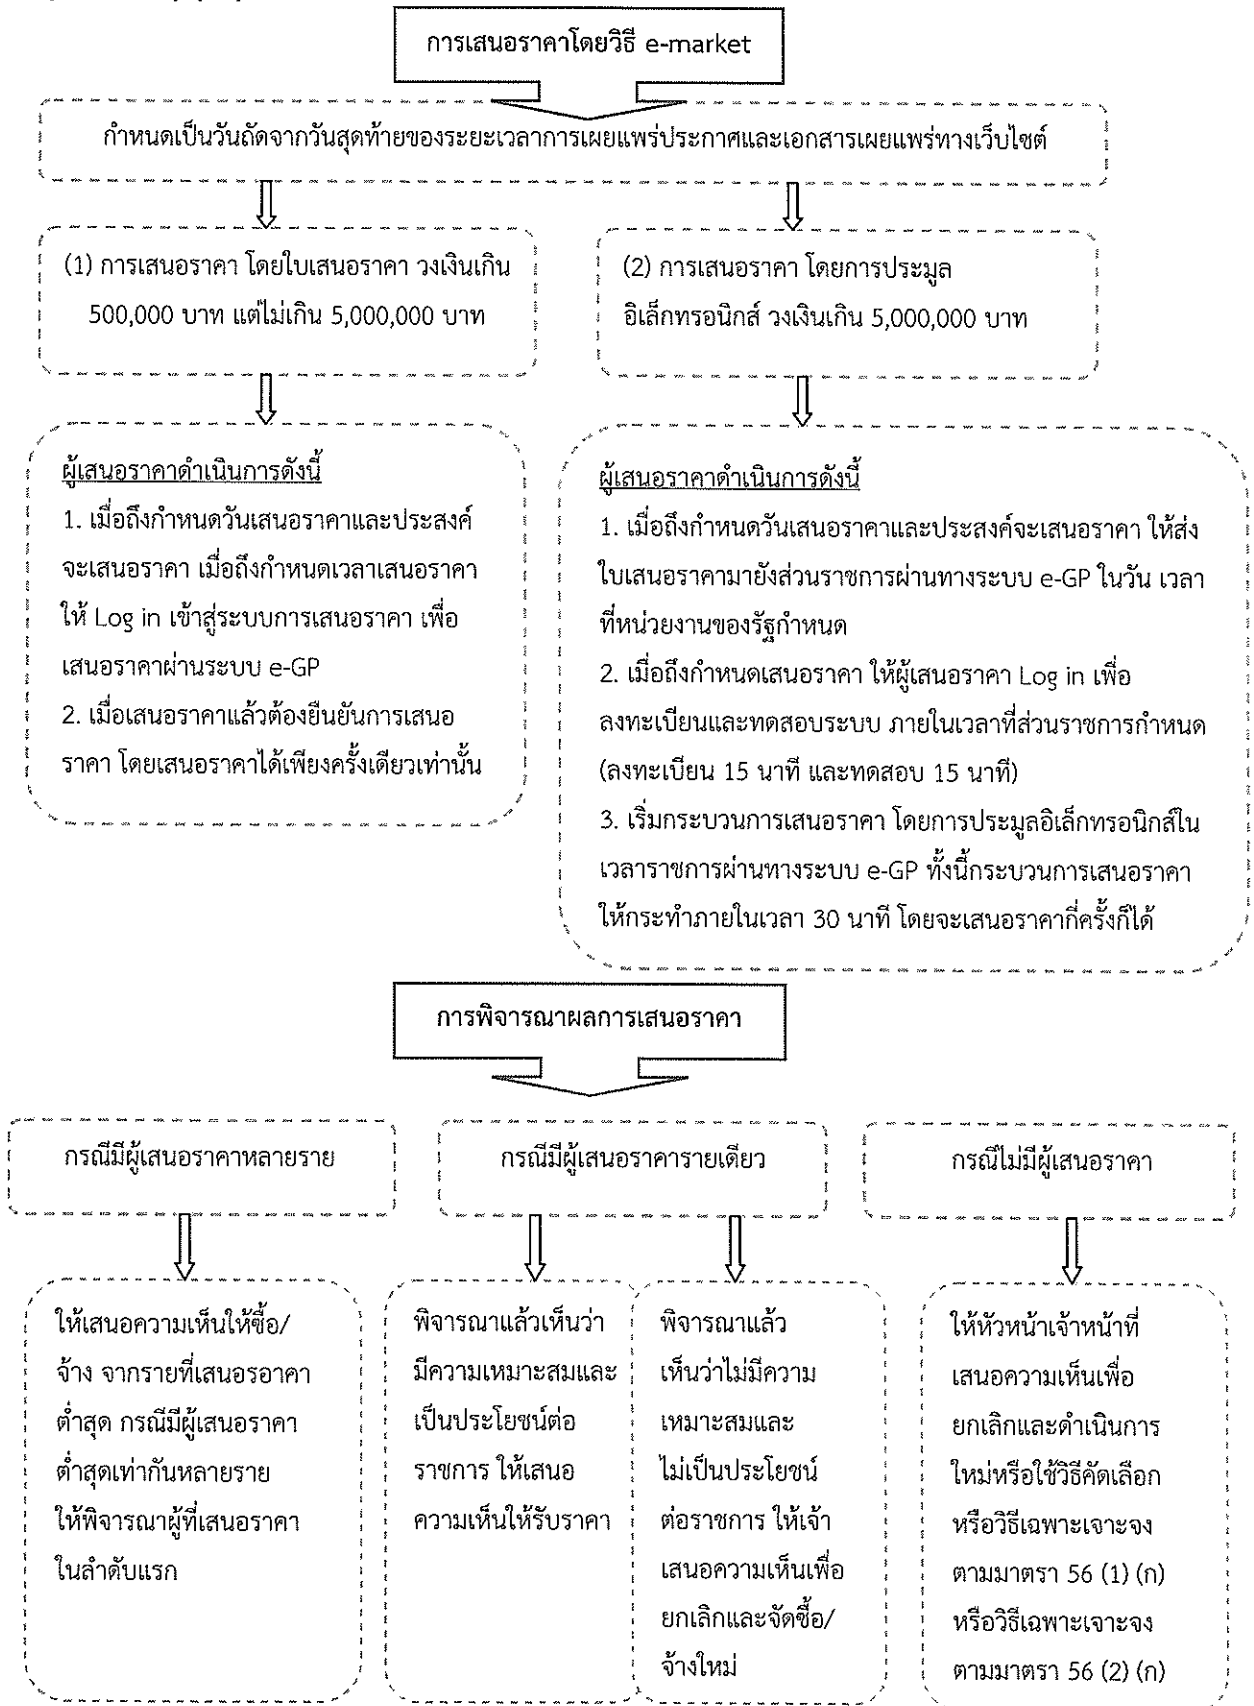 การเสนอราคาโดยวิธี e-market
กำหนดเป็นวันถัดจากวันสุดท้ายของระยะเวลาการเผยแพร่ประกาศและเอกสารเผยแพร่ทางเว็บไซต์
(1) การเสนอราคา โดยใบเสนอราคา วงเงินเกิน
500,000 บาท แต่ไม่เกิน 5,000,000 บาท
(2) การเสนอราคา โดยการประมูล
อิเล็กทรอนิกส์ วงเงินเกิน 5,000,000 บาท
ผู้เสนอราคาดำเนินการดังนี้
1. เมื่อถึงกำหนดวันเสนอราคาและประสงค์
จะเสนอราคา เมื่อถึงกำหนดเวลาเสนอราคา
ให้ Log in เข้าสู่ระบบการเสนอราคา เพื่อ
เสนอราคาผ่านระบบ e-GP
2. เมื่อเสนอราคาแล้วต้องยืนยันการเสนอ
ราคา โดยเสนอราคาได้เพียงครั้งเดียวเท่านั้น
ผู้เสนอราคาดำเนินการดังนี้
1. เมื่อถึงกำหนดวันเสนอราคาและประสงค์จะเสนอราคา ให้ส่ง
ใบเสนอราคามายังส่วนราชการผ่านทางระบบ e-GP ในวัน เวลา
ที่หน่วยงานของรัฐกำหนด
2. เมื่อถึงกำหนดเสนอราคา ให้ผู้เสนอราคา Log in เพื่อ
ลงทะเบียนและทดสอบระบบ ภายในเวลาที่ส่วนราชการกำหนด
(ลงทะเบียน 15 นาที และทดสอบ 15 นาที)
3. เริ่มกระบวนการเสนอราคา โดยการประมูลอิเล็กทรอนิกส์ใน
เวลาราชการผ่านทางระบบ e-GP ทั้งนี้กระบวนการเสนอราคา
ให้กระทำภายในเวลา 30 นาที โดยจะเสนอราคากี่ครั้งก็ได้
การพิจารณาผลการเสนอราคา
กรณีมีผู้เสนอราคาหลายราย
กรณีมีผู้เสนอราคารายเดียว
กรณีไม่มีผู้เสนอราคา
ให้เสนอความเห็นให้ซื้อ/
จ้าง จากรายที่เสนอรอาคา
ต่ำสุด กรณีมีผู้เสนอราคา
ต่ำสุดเท่ากันหลายราย
ให้พิจารณาผู้ที่เสนอราคา
ในลำดับแรก
พิจารณาแล้วเห็นว่า
มีความเหมาะสมและ
เป็นประโยชน์ต่อ
ราชการ ให้เสนอ
ความเห็นให้รับราคา
พิจารณาแล้ว
เห็นว่าไม่มีความ
เหมาะสมและ
ไม่เป็นประโยชน์
ต่อราชการ ให้เจ้า
เสนอความเห็นเพื่อ
ยกเลิกและจัดซื้อ/
จ้างใหม่
ให้หัวหน้าเจ้าหน้าที่
เสนอความเห็นเพื่อ
ยกเลิกและดำเนินการ
ใหม่หรือใช้วิธีคัดเลือก
หรือวิธีเฉพาะเจาะจง
ตามมาตรา 56 (1) (ก)
หรือวิธีเฉพาะเจาะจง
ตามมาตรา 56 (2) (ก)